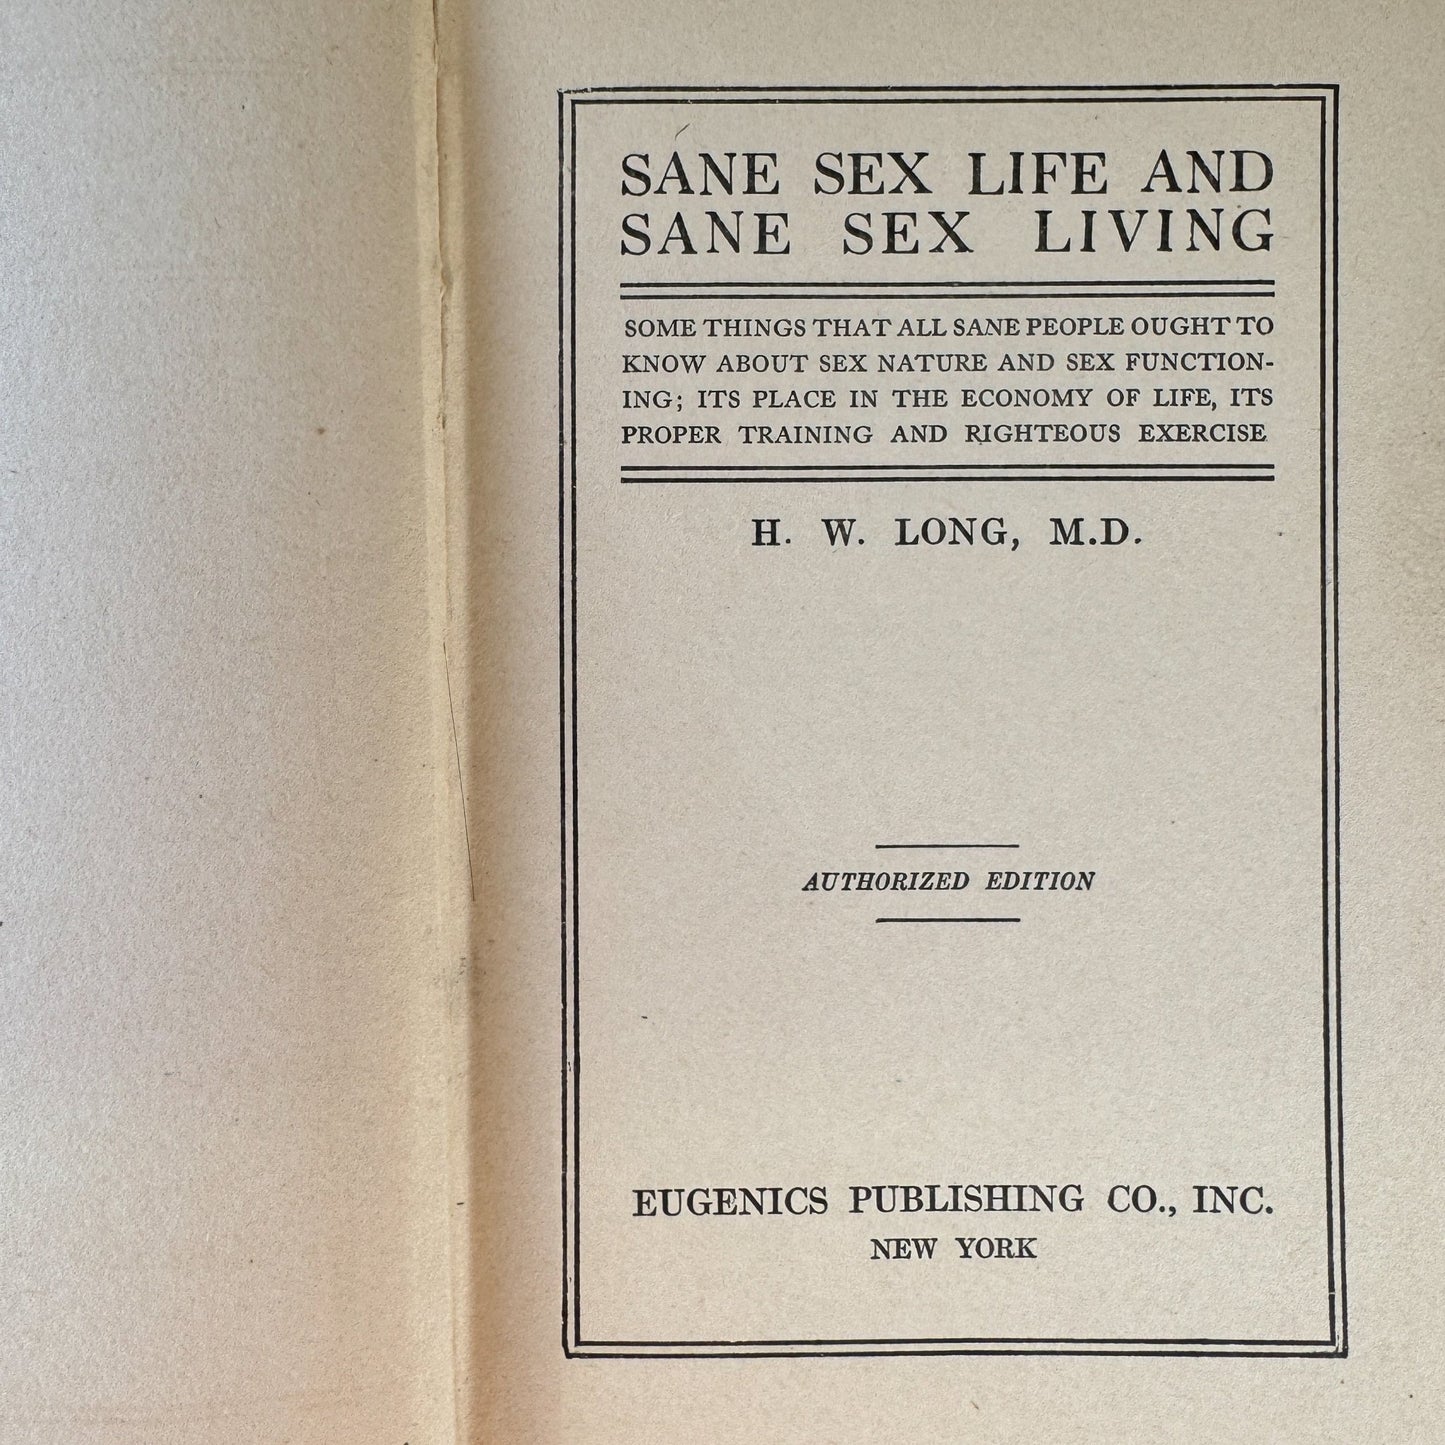 SANE SEX LIFE AND
SANE SEX LIVING
SOME THINGS THAT ALL SANE PEOPLE OUGHT TO
KNOW ABOUT SEX NATURE AND SEX FUNCTION-
ING; ITS PLACE IN THE ECONOMY OF LIFE, ITS
PROPER TRAINING AND RIGHTEOUS EXERCISE
H. W. LONG, M.D.
AUTHORIZED EDITION
EUGENICS PUBLISHING CO., INC.
NEW YORK